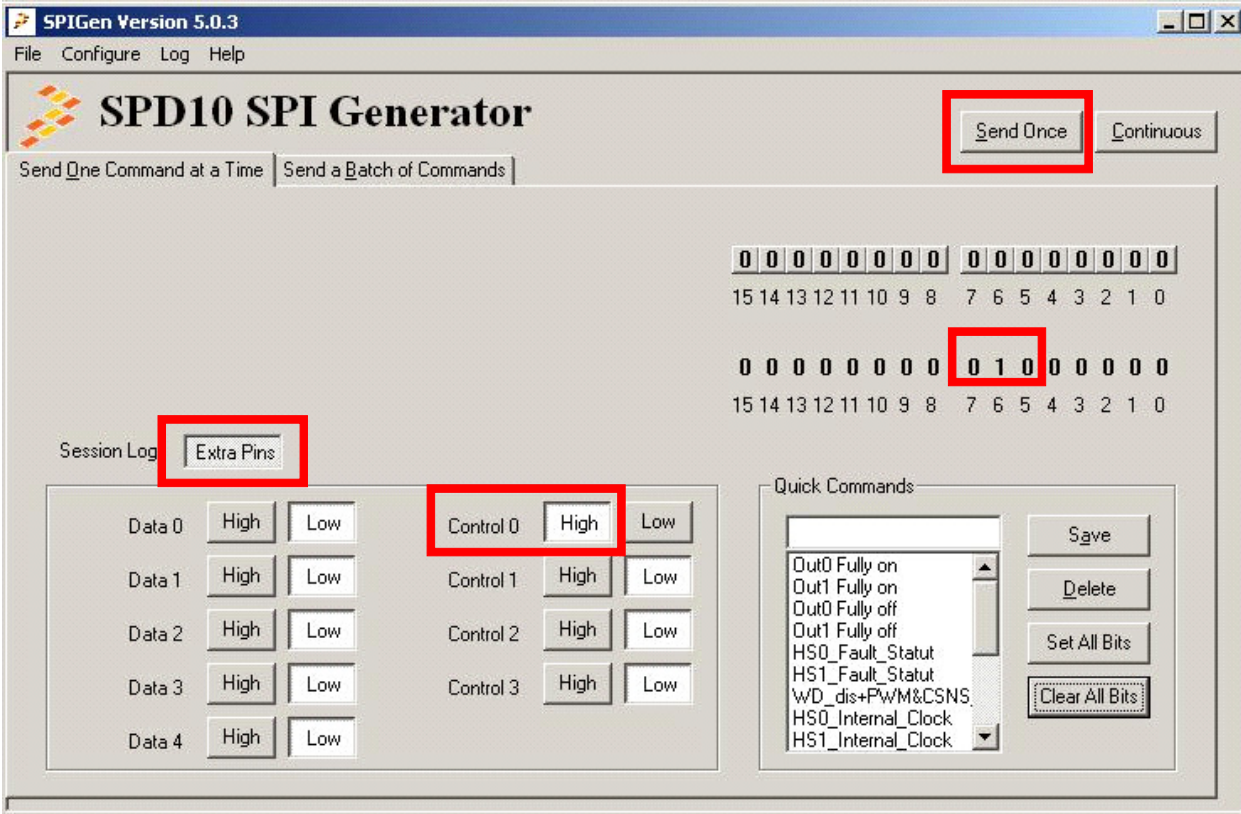 SPIGen Version 5.0.3
File Configure Log Help
SPD10 SPI Generator
Send Once Continuous
Send One Command at a Time Send a Batch of Commands
0 0 0 0 0 0 0 0 0 0 0 0 0 0 0 0
15 14 13 12 11 10 9 8 7 6 5 4 3 2 1 0
0 0 0 0 0 0 0 0 0 1 0 0 0 0 0 0
15 14 13 12 11 10 9 8 7 6 5 4 3 2 1 0
Session Log Extra Pins
Data 0 High Low Control 0 High Low
Data 1 High Low Control 1 High Low
Data 2 High Low Control 2 High Low
Data 3 High Low Control 3 High Low
Data 4 High Low
Quick Commands
Out0 Fully on
Out1 Fully on
Out0 Fully off
Out1 Fully off
HS0_Fault_Statut
HS1_Fault_Statut
WD_dis+PWM&CSNS_
HS0_Internal_Clock
HS1_Internal_Clock
Save
Delete
Set All Bits
Clear All Bits